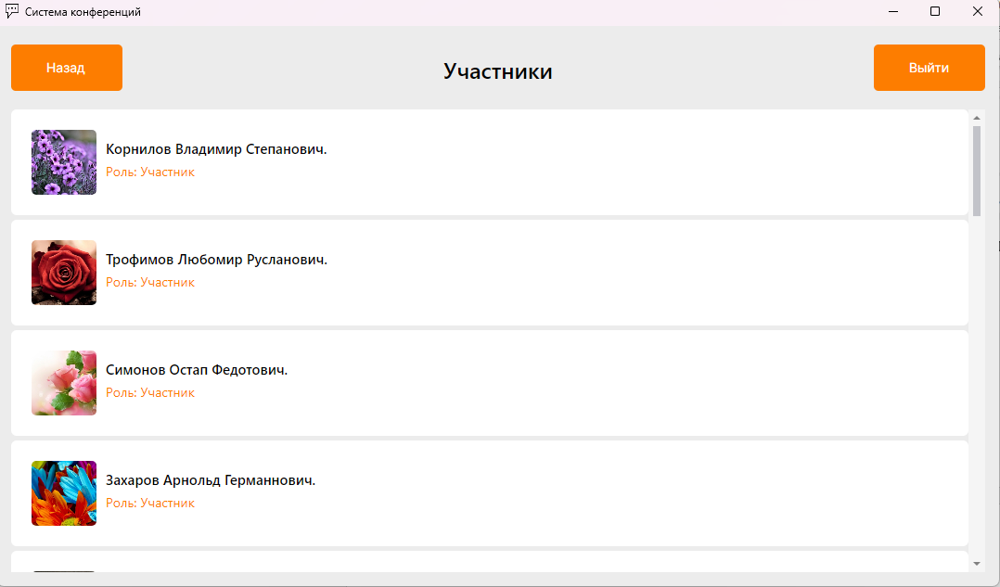 Система конференций
Назад
Участники
Выйти
Корнилов Владимир Степанович.
Роль: Участник
Трофимов Любомир Русланович.
Роль: Участник
Симонов Остап Федотович.
Роль: Участник
Захаров Арнольд Германнович.
Роль: Участник